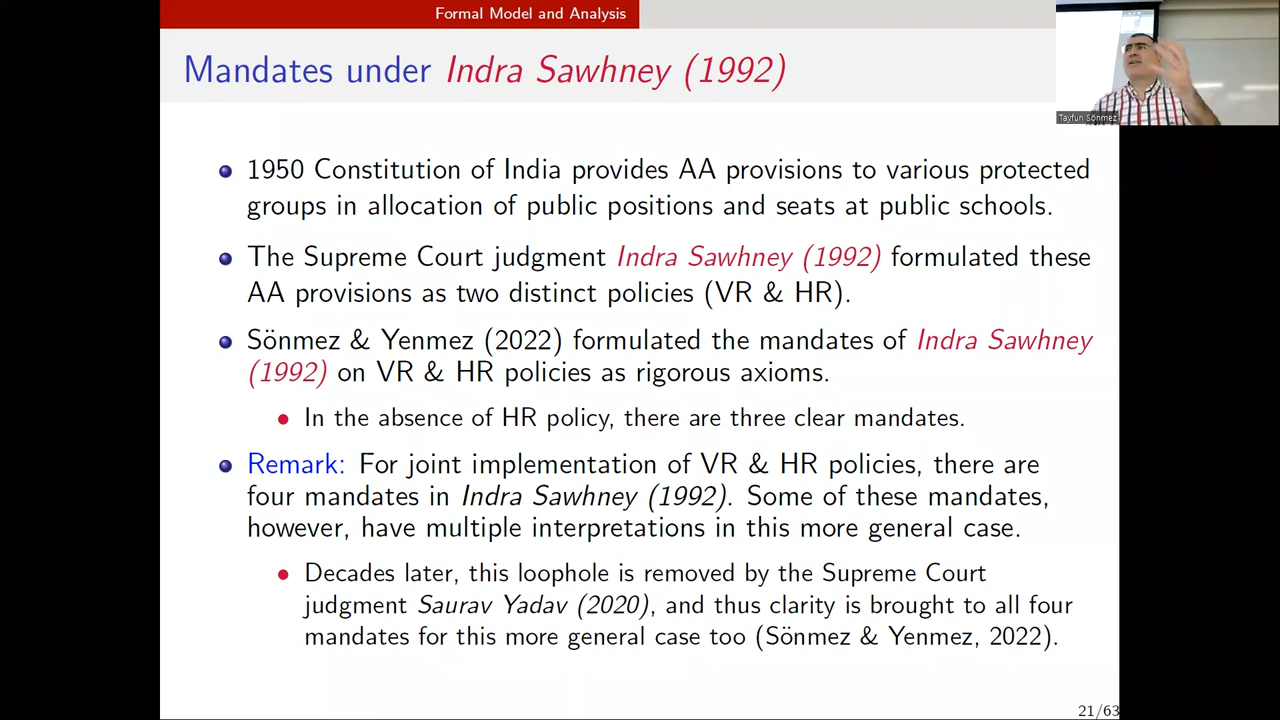 Formal Model and Analysis
Mandates under Indra Sawhney (1992)
Tayfun Sönmez
1950 Constitution of India provides AA provisions to various protected
groups in allocation of public positions and seats at public schools.
The Supreme Court judgment Indra Sawhney (1992) formulated these
AA provisions as two distinct policies (VR & HR).
Sönmez & Yenmez (2022) formulated the mandates of Indra Sawhney
(1992) on VR & HR policies as rigorous axioms.
In the absence of HR policy, there are three clear mandates.
Remark: For joint implementation of VR & HR policies, there are
four mandates in Indra Sawhney (1992). Some of these mandates,
however, have multiple interpretations in this more general case.
Decades later, this loophole is removed by the Supreme Court
judgment Saurav Yadav (2020), and thus clarity is brought to all four
mandates for this more general case too (Sönmez & Yenmez, 2022).
21/63